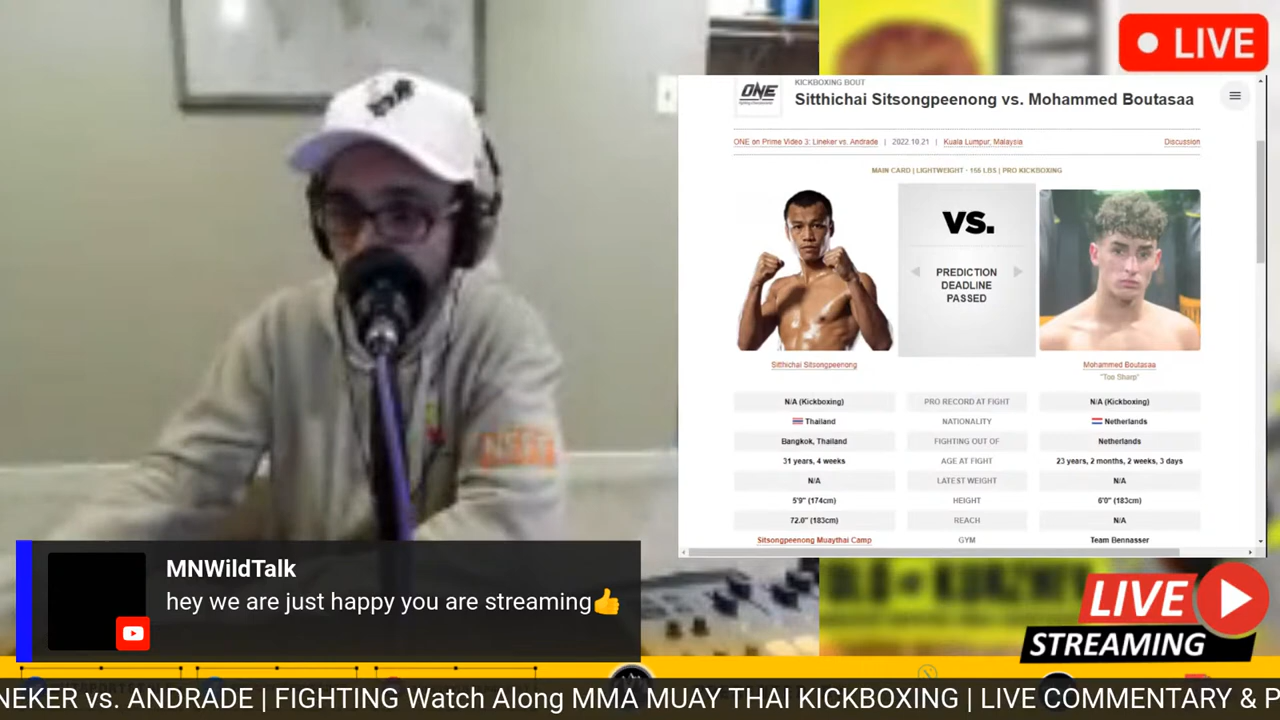 LIVE
KICKBOXING BOUT
ONE
Sitthichai Sitsongpeenong vs. Mohammed Boutasaa
ONE on Prime Video 3: Lineker vs. Andrade | 2022.10.21 | Kuala Lumpur, Malaysia
Discussion
MAIN CARD | LIGHTWEIGHT · 155 LBS | PRO KICKBOXING
VS.
PREDICTION
DEADLINE
PASSED
Sitthichai Sitsongpeenong
Mohammed Boutasaa
"Too Sharp"
N/A (Kickboxing) PRO RECORD AT FIGHT N/A (Kickboxing)
Thailand NATIONALITY Netherlands
Bangkok, Thailand FIGHTING OUT OF Netherlands
31 years, 4 weeks AGE AT FIGHT 23 years, 2 months, 2 weeks, 3 days
N/A LATEST WEIGHT N/A
5'9" (174cm) HEIGHT 6'0" (183cm)
72.0" (183cm) REACH N/A
Sitsongpeenong Muaythai Camp GYM Team Bennasser
MNWildTalk
hey we are just happy you are streaming👍
LIVE
STREAMING
NEKER vs. ANDRADE | FIGHTING Watch Along MMA MUAY THAI KICKBOXING | LIVE COMMENTARY & P